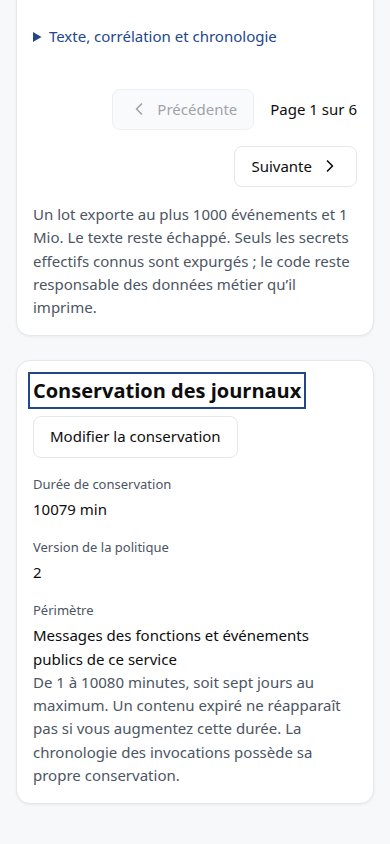 Texte, corrélation et chronologie
Précédente
Page 1 sur 6
Suivante
Un lot exporte au plus 1000 événements et 1
Mio. Le texte reste échappé. Seuls les secrets
effectifs connus sont expurgés ; le code reste
responsable des données métier qu’il
imprime.
Conservation des journaux
Modifier la conservation
Durée de conservation
10079 min
Version de la politique
2
Périmètre
Messages des fonctions et événements
publics de ce service
De 1 à 10080 minutes, soit sept jours au
maximum. Un contenu expiré ne réapparaît
pas si vous augmentez cette durée. La
chronologie des invocations possède sa
propre conservation.